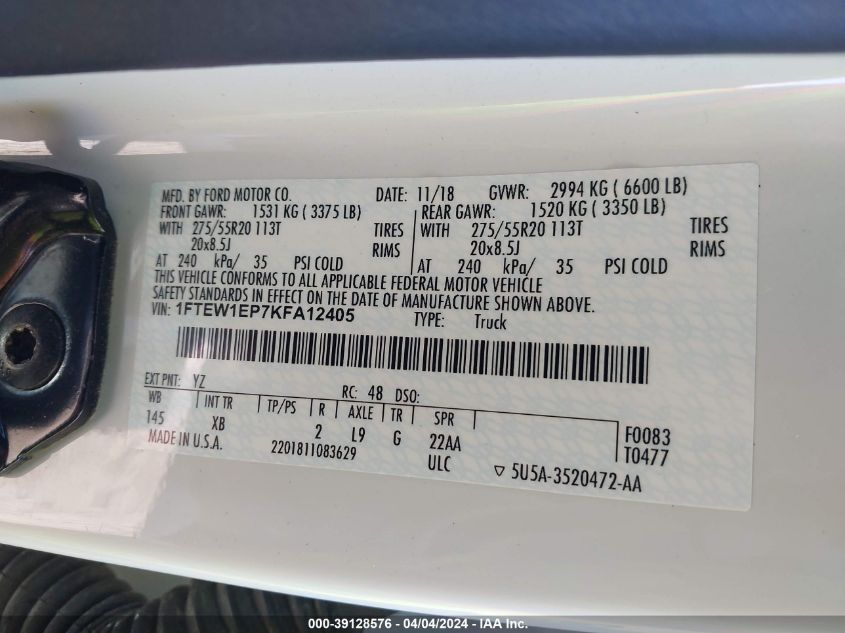 MFD. BY FORD MOTOR CO. DATE: 11/18 GVWR: 2994 KG ( 6600 LB)
FRONT GAWR: 1531 KG ( 3375 LB) REAR GAWR: 1520 KG ( 3350 LB)
WITH 275/55R20 113T TIRES WITH 275/55R20 113T TIRES
20x8.5J RIMS 20x8.5J RIMS
AT 240 kPa/ 35 PSI COLD AT 240 kPa/ 35 PSI COLD
THIS VEHICLE CONFORMS TO ALL APPLICABLE FEDERAL MOTOR VEHICLE
SAFETY STANDARDS IN EFFECT ON THE DATE OF MANUFACTURE SHOWN ABOVE.
VIN: 1FTEW1EP7KFA12405 TYPE: Truck
EXT PNT: YZ RC: 48 DSO:
WB INT TR TP/PS R AXLE TR SPR
145 XB 2 L9 G 22AA F0083
MADE IN U.S.A. 2201811083629 ULC T0477
5U5A-3520472-AA
000-39128576 - 04/04/2024 - IAA Inc.